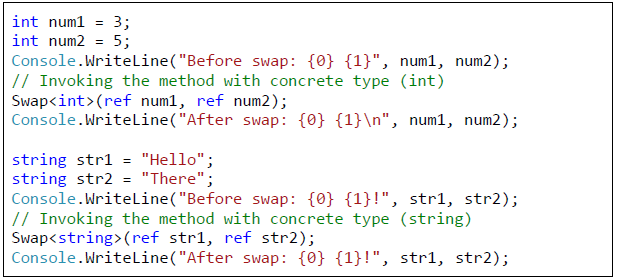 int num1 = 3;
int num2 = 5;
Console.WriteLine("Before swap: {0} {1}", num1, num2);
// Invoking the method with concrete type (int)
Swap<int>(ref num1, ref num2);
Console.WriteLine("After swap: {0} {1}\n", num1, num2);
string str1 = "Hello";
string str2 = "There";
Console.WriteLine("Before swap: {0} {1}!", str1, str2);
// Invoking the method with concrete type (string)
Swap<string>(ref str1, ref str2);
Console.WriteLine("After swap: {0} {1}!", str1, str2);